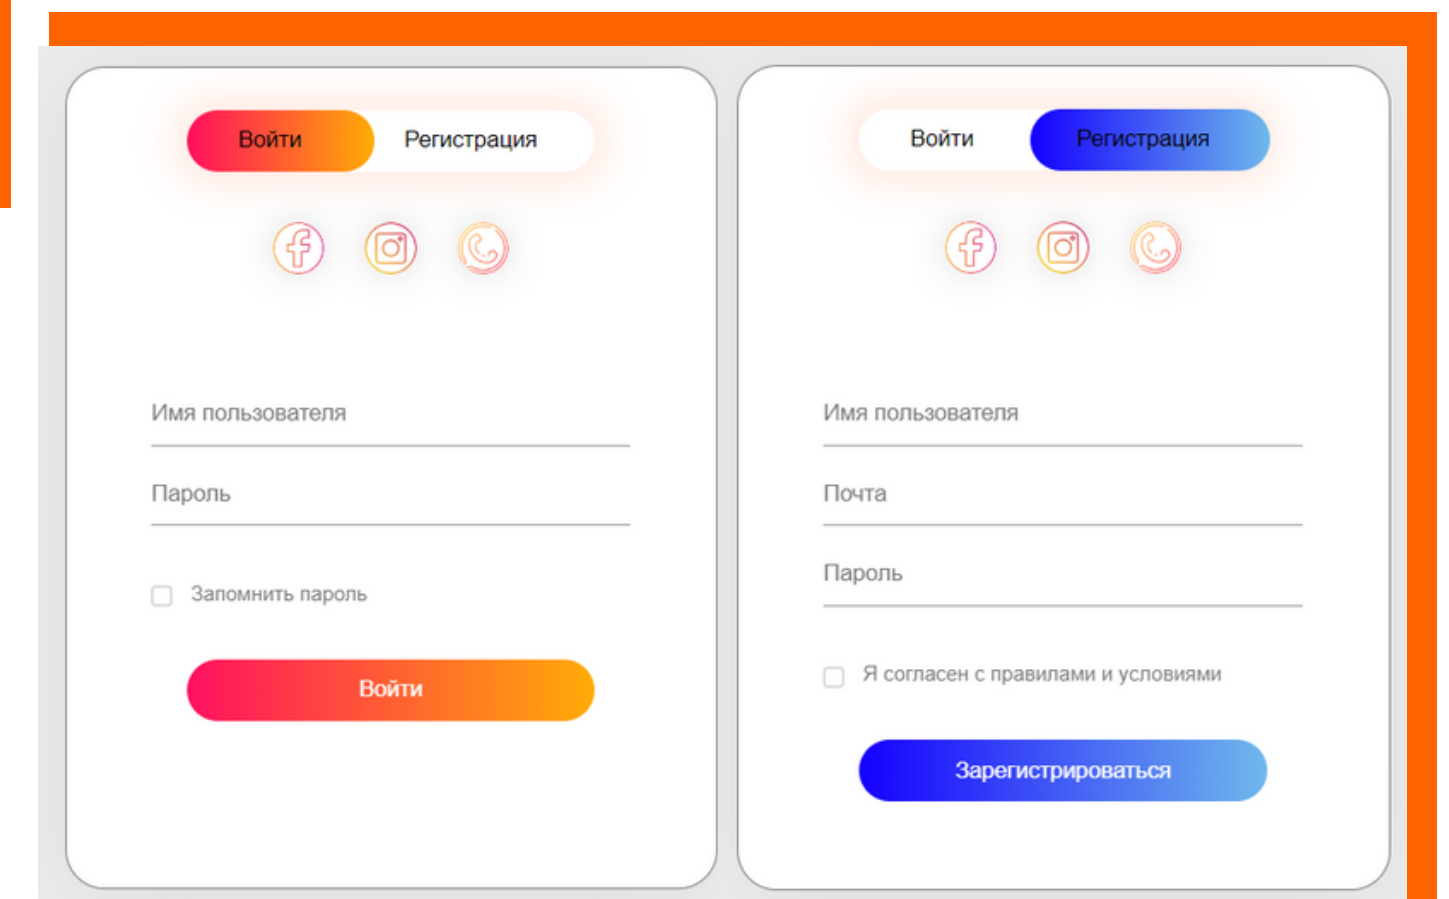 Войти
Регистрация
Имя пользователя
Пароль
Запомнить пароль
Войти
Войти
Регистрация
Имя пользователя
Почта
Пароль
Я согласен с правилами и условиями
Зарегистрироваться